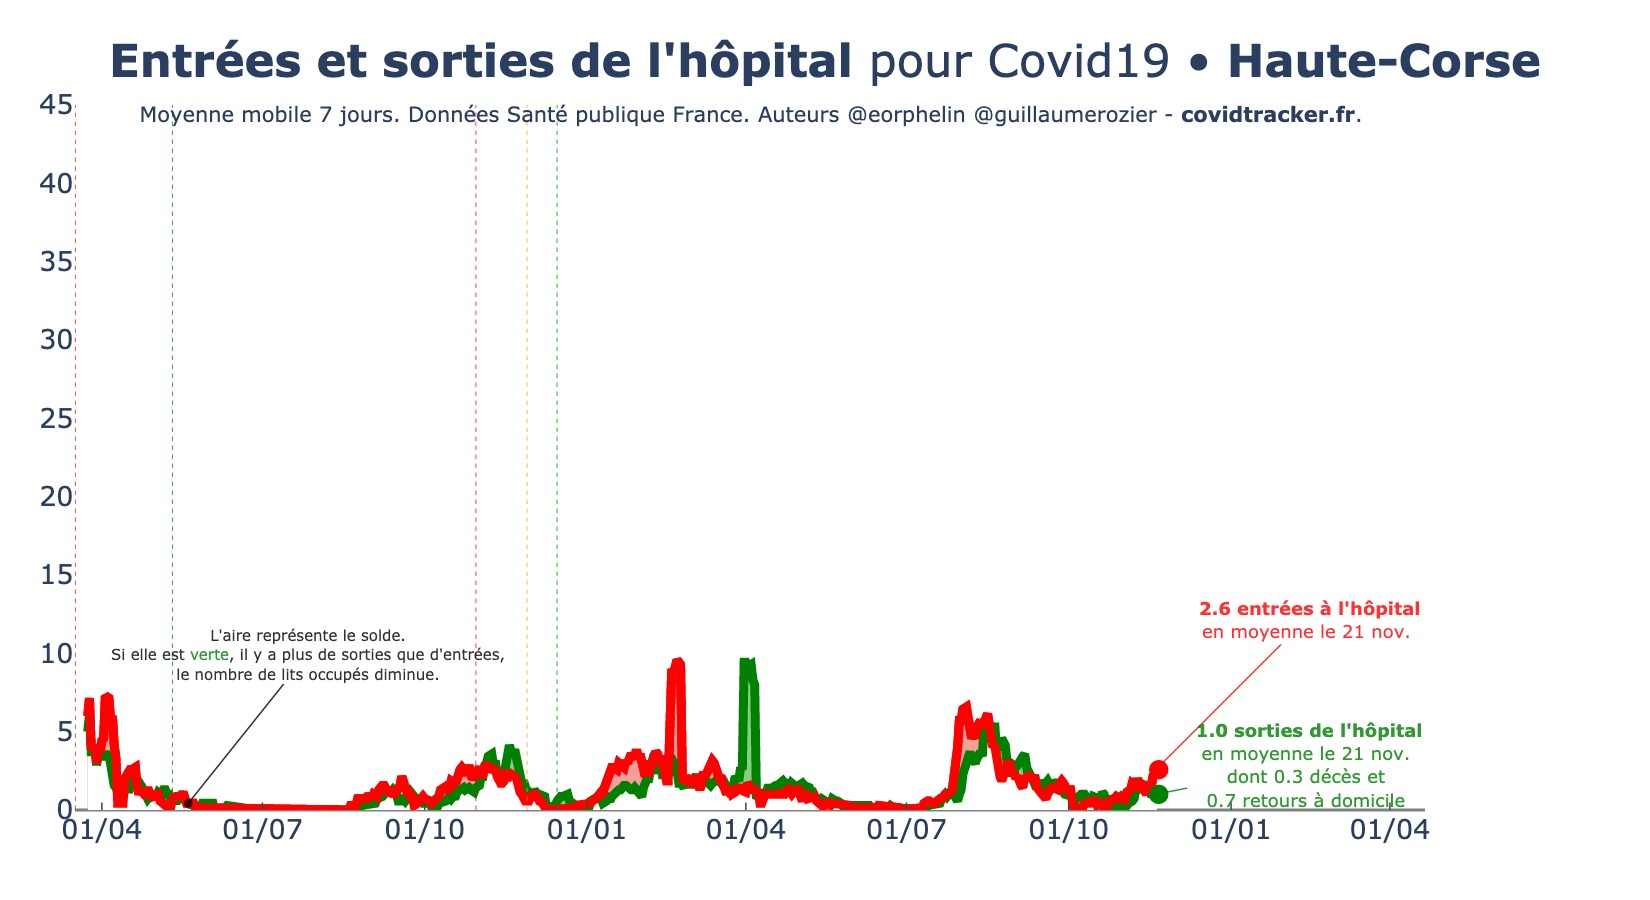 Entrées et sorties de l'hôpital pour Covid19 • Haute-Corse
Moyenne mobile 7 jours. Données Santé publique France. Auteurs @eorphelin @guillaumerozier - covidtracker.fr.
45
40
35
30
25
20
15
10
5
0
L'aire représente le solde.
Si elle est verte, il y a plus de sorties que d'entrées,
le nombre de lits occupés diminue.
2.6 entrées à l'hôpital
en moyenne le 21 nov.
1.0 sorties de l'hôpital
en moyenne le 21 nov.
dont 0.3 décès et
0.7 retours à domicile
01/04 01/07 01/10 01/01 01/04 01/07 01/10 01/01 01/04